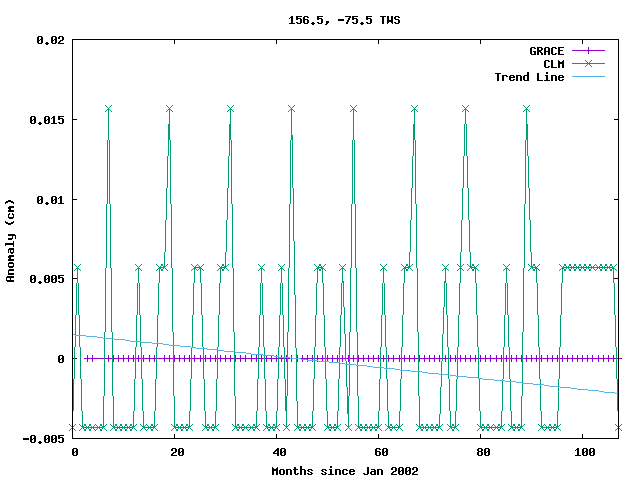 156.5, -75.5 TWS
GRACE
CLM
Trend Line
0.02
0.015
0.01
0.005
0
-0.005
Anomaly (cm)
0 20 40 60 80 100
Months since Jan 2002